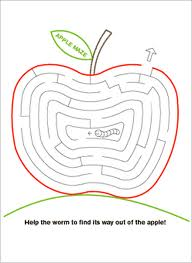 APPLE MAZE
Help the worm to find its way out of the apple!